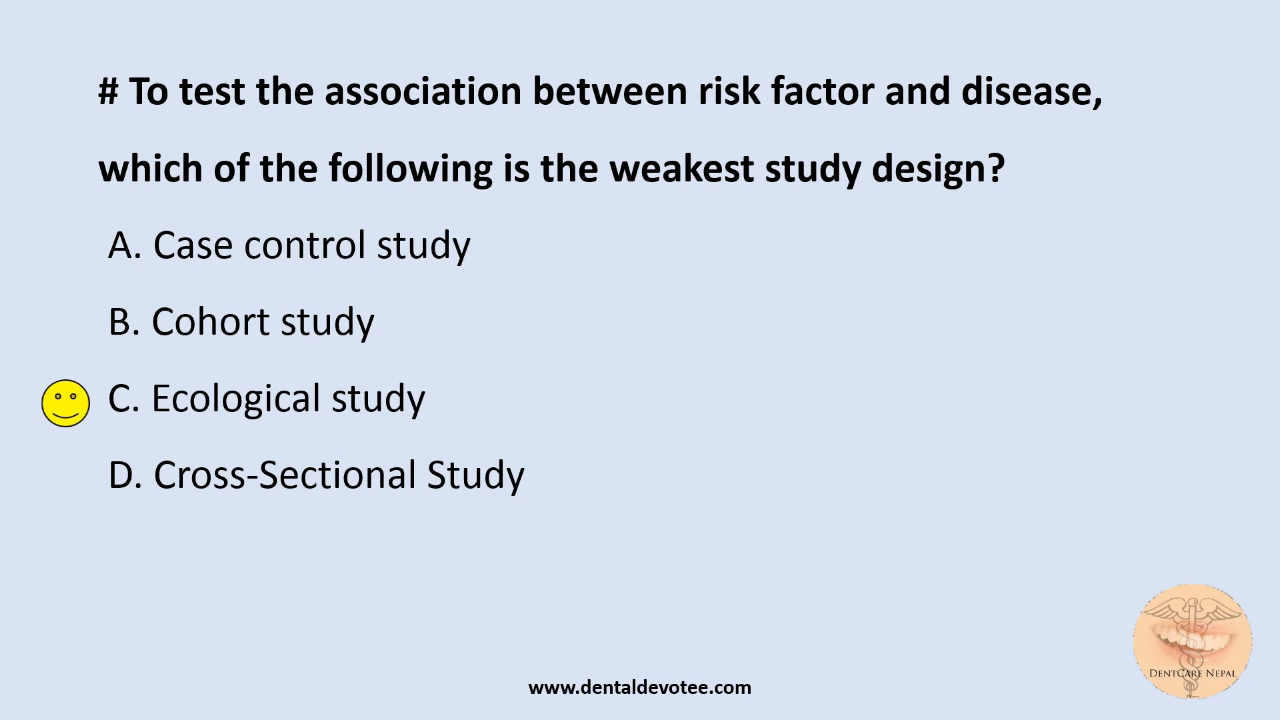 # To test the association between risk factor and disease,
which of the following is the weakest study design?
A. Case control study
B. Cohort study
C. Ecological study
D. Cross-Sectional Study
DentCare Nepal
www.dentaldevotee.com